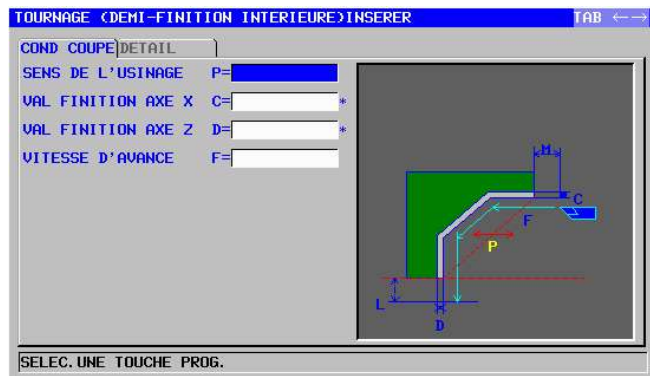 TOURNAGE (DEMI-FINITION INTERIEURE)INSERER TAB ←→
COND COUPE DETAIL
SENS DE L'USINAGE P=
VAL FINITION AXE X C= *
VAL FINITION AXE Z D= *
VITESSE D'AVANCE F=
M
C
F
P
L
D
SELEC.UNE TOUCHE PROG.